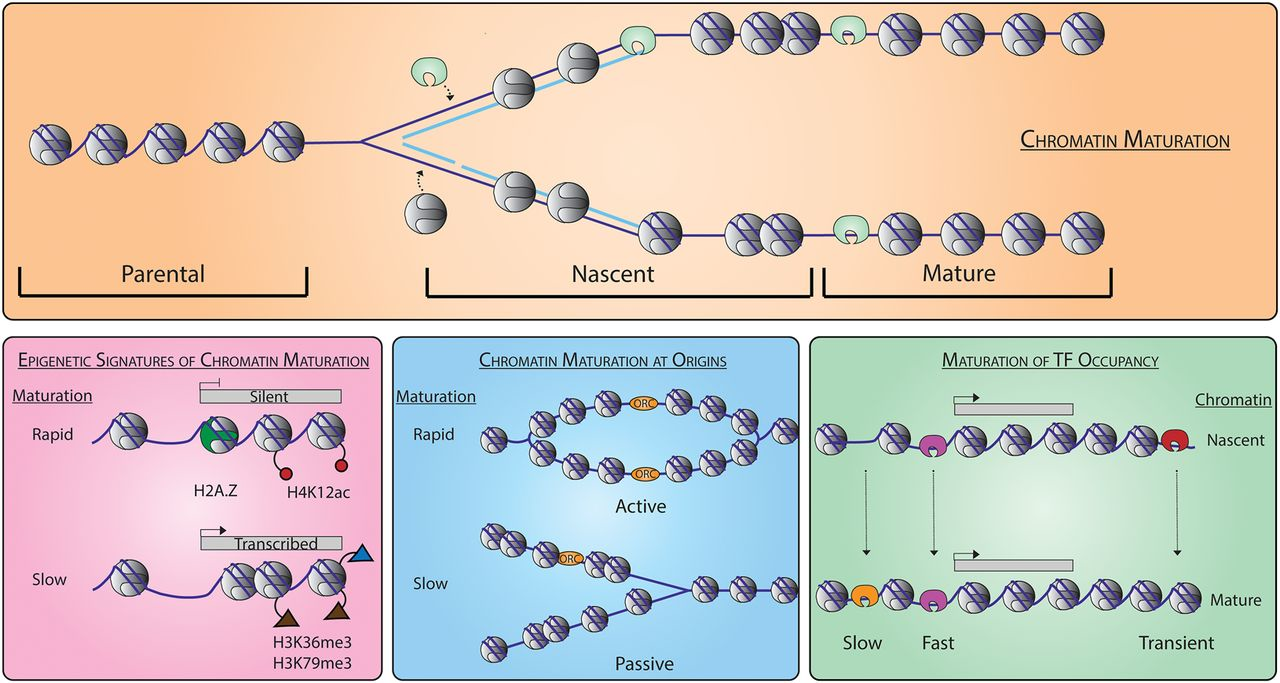 CHROMATIN MATURATION
Parental
Nascent
Mature
EPIGENETIC SIGNATURES OF CHROMATIN MATURATION
Maturation
Silent
Rapid
H2A.Z
H4K12ac
Transcribed
Slow
H3K36me3
H3K79me3
CHROMATIN MATURATION AT ORIGINS
Maturation
ORC
Rapid
ORC
Active
ORC
Slow
Passive
MATURATION OF TF OCCUPANCY
Chromatin
Nascent
Mature
Slow
Fast
Transient